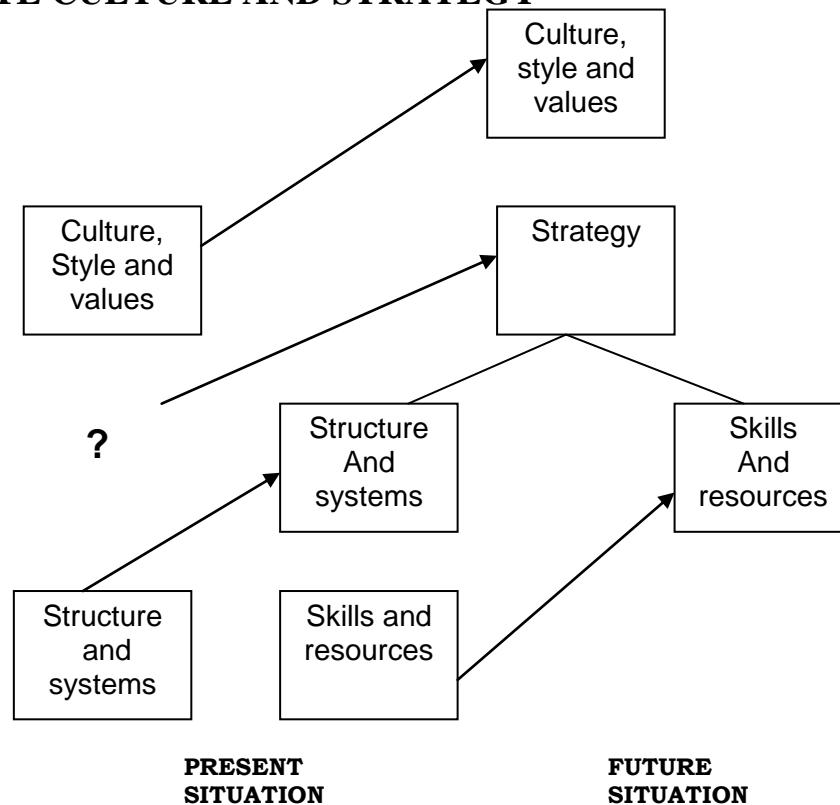 CULTURE AND STRATEGY
Culture,
style and
values
Culture,
Style and
values
Strategy
?
Structure
And
systems
Skills
And
resources
Structure
and
systems
Skills and
resources
PRESENT
SITUATION
FUTURE
SITUATION